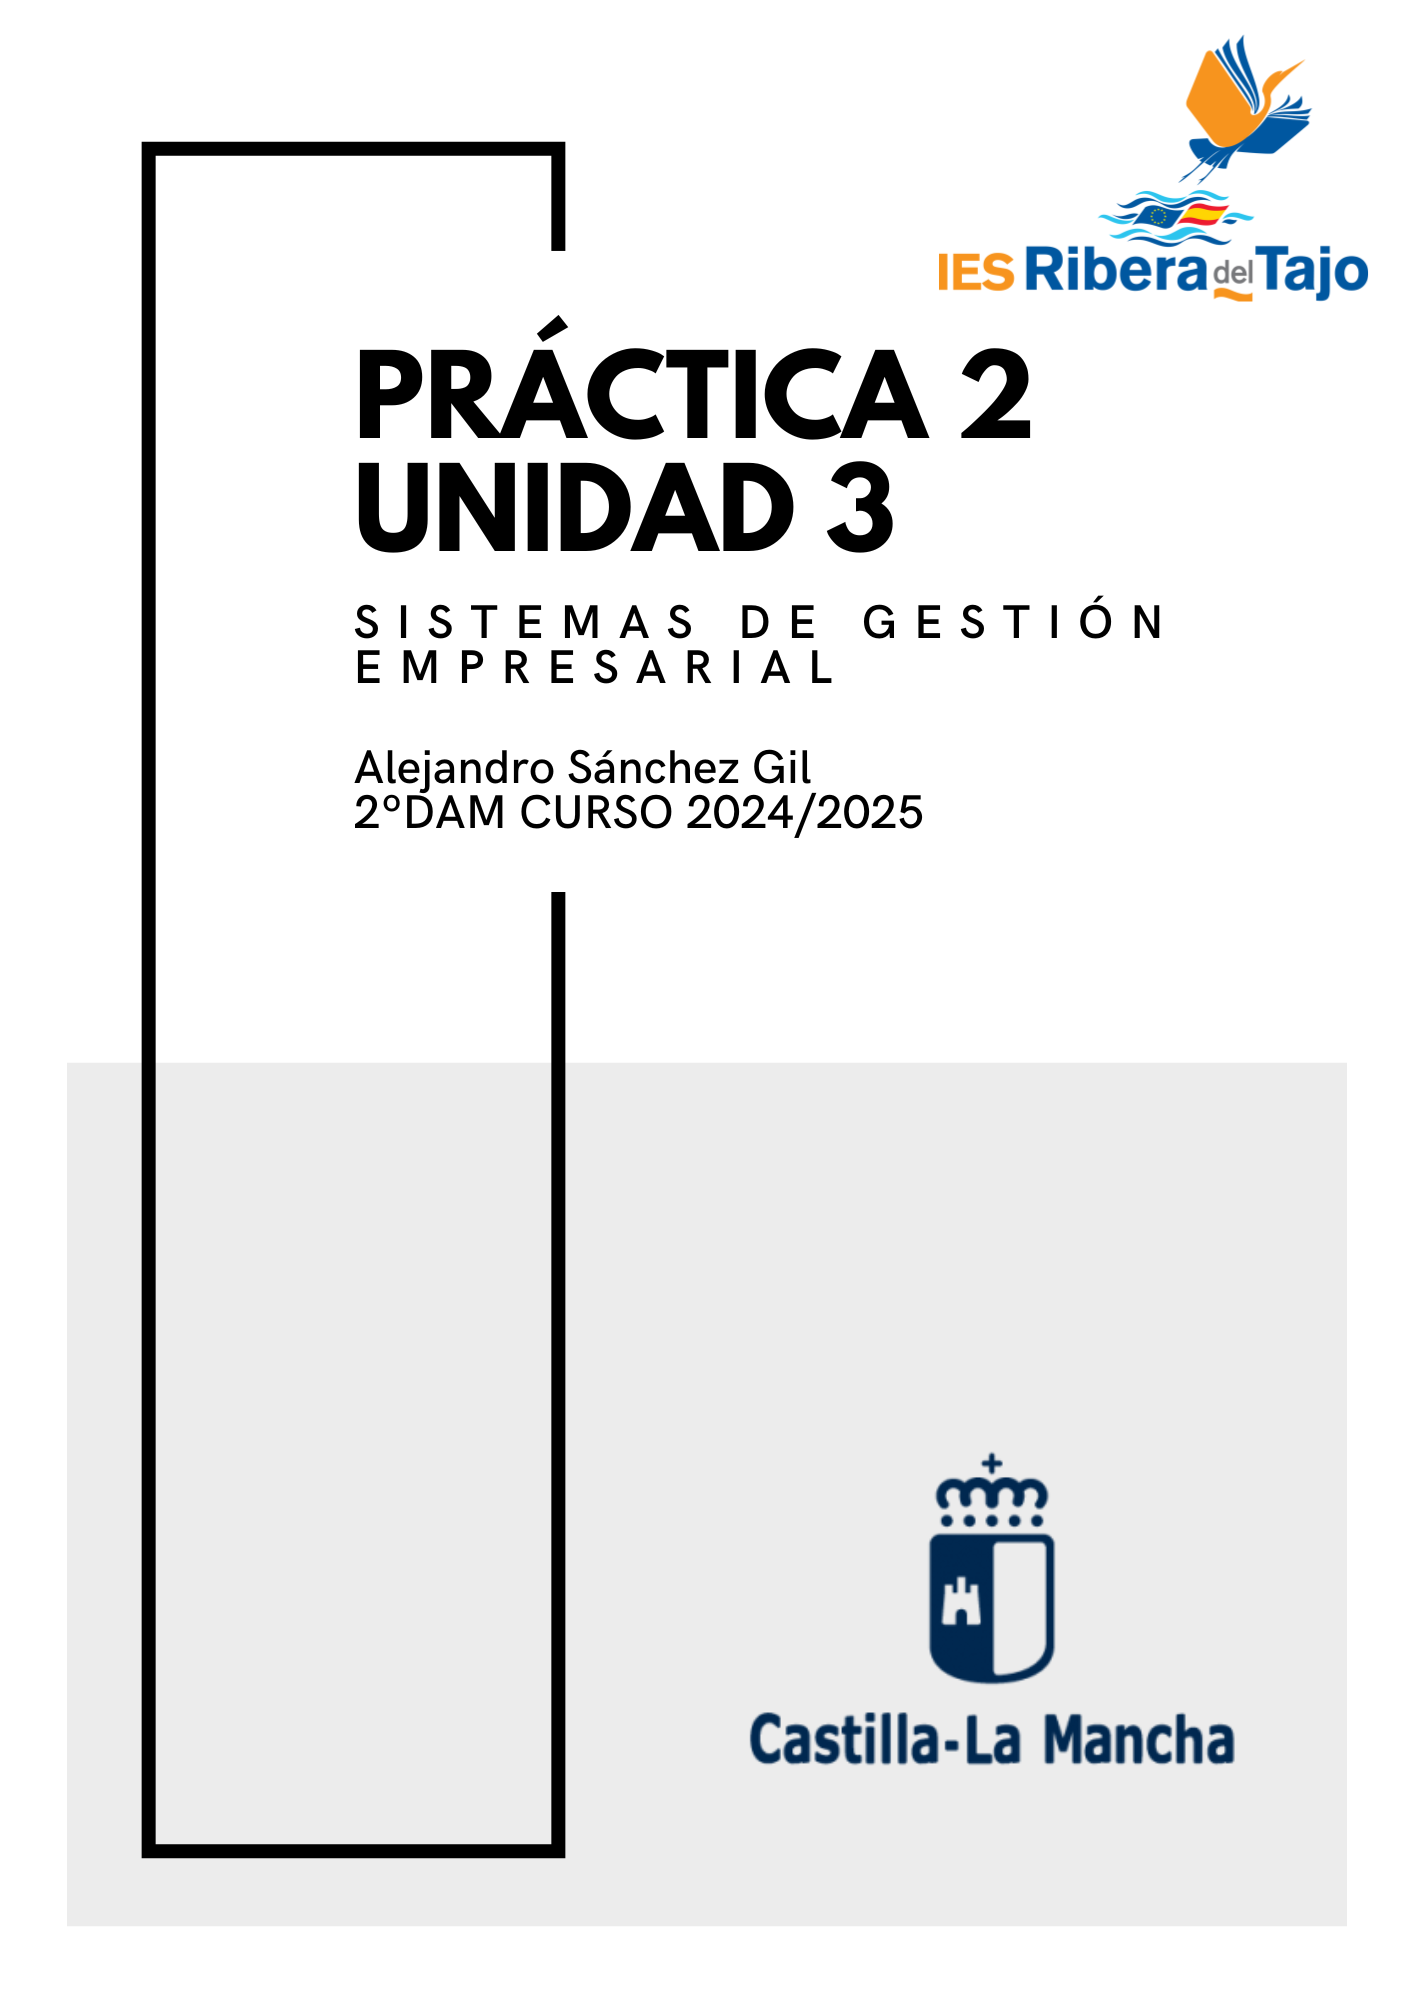 IES Ribera del Tajo
PRÁCTICA 2
UNIDAD 3
SISTEMAS DE GESTIÓN
EMPRESARIAL
Alejandro Sánchez Gil
2ºDAM CURSO 2024/2025
Castilla-La Mancha